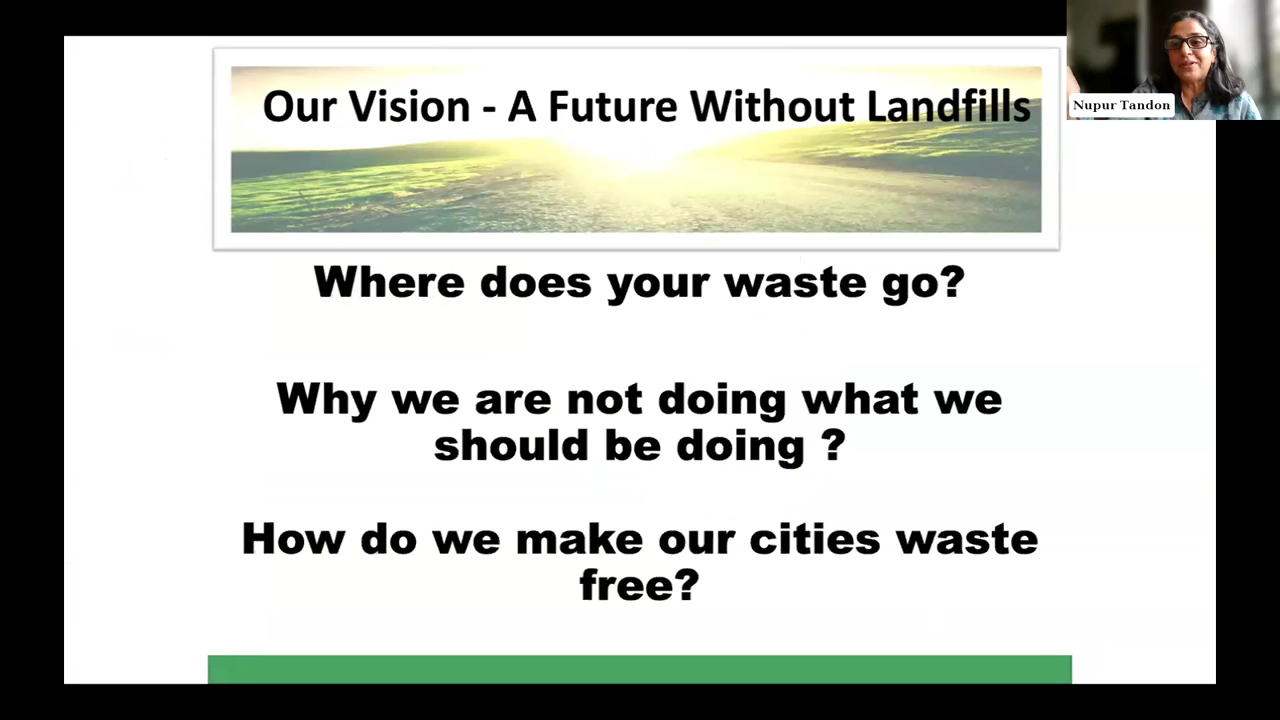 Our Vision - A Future Without Landfills
Nupur Tandon
Where does your waste go?
Why we are not doing what we
should be doing ?
How do we make our cities waste
free?